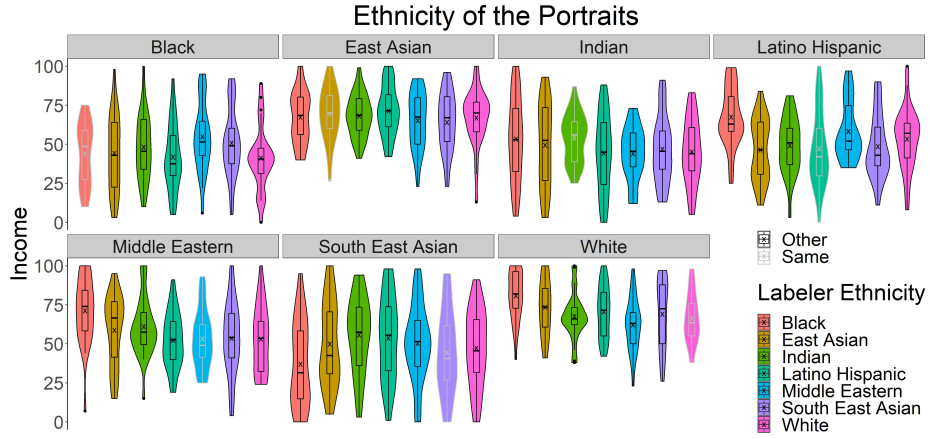 Ethnicity of the Portraits
Black East Asian Indian Latino Hispanic
100
75
50
25
0
Middle Eastern South East Asian White
100
75
50
25
0
Income
Other
Same
Labeler Ethnicity
Black
East Asian
Indian
Latino Hispanic
Middle Eastern
South East Asian
White